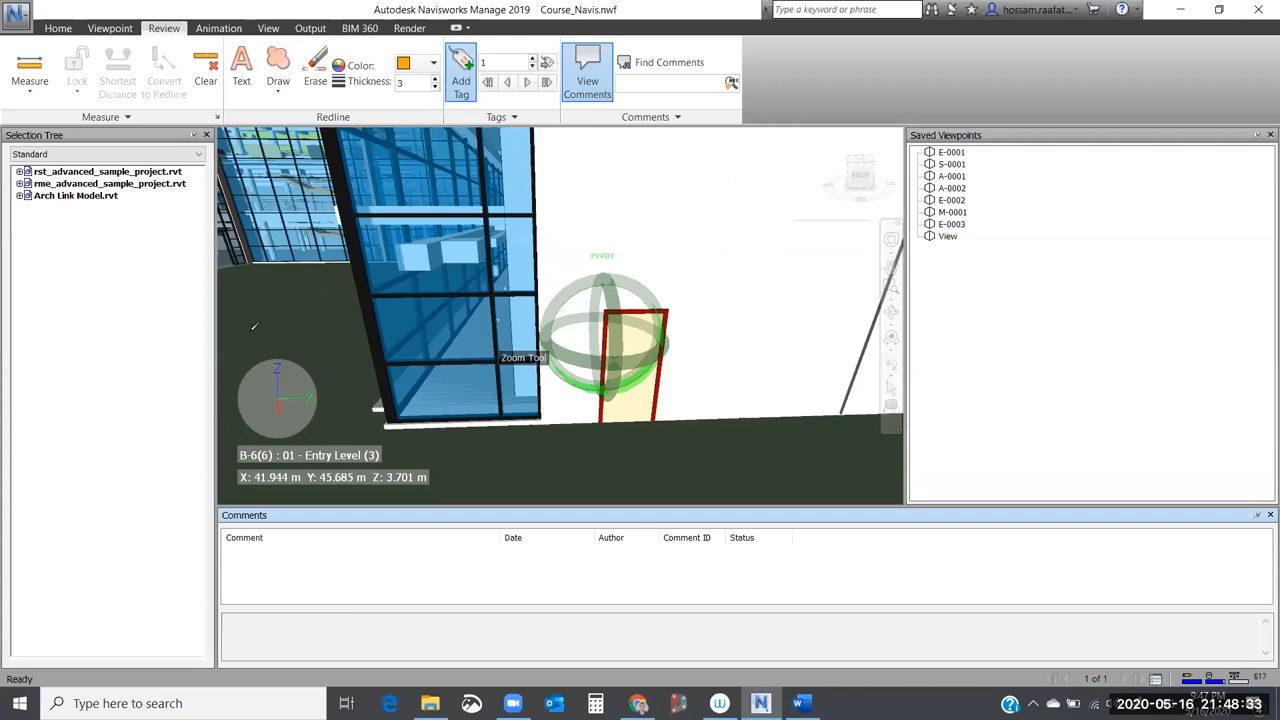 Autodesk Navisworks Manage 2019 Course_Navis.nwf
Type a keyword or phrase
hossam.raafat...
Home Viewpoint Review Animation View Output BIM 360 Render
Measure
Lock
Shortest
Distance
Convert
to Redline
Clear
Text
Draw
Erase
Color:
Thickness: 3
Add
Tag
1
View
Comments
Find Comments
Measure
Redline
Tags
Comments
Selection Tree
Standard
rst_advanced_sample_project.rvt
rme_advanced_sample_project.rvt
Arch Link Model.rvt
PIVOT
Zoom Tool
Z
Y
X
B-6(6) : 01 - Entry Level (3)
X: 41.944 m Y: 45.685 m Z: 3.701 m
Saved Viewpoints
E-0001
S-0001
A-0001
A-0002
E-0002
M-0001
E-0003
View
Comments
Comment Date Author Comment ID Status
Ready
1 of 1
617
Type here to search
9:47 PM
2020-05-16 21:48:33